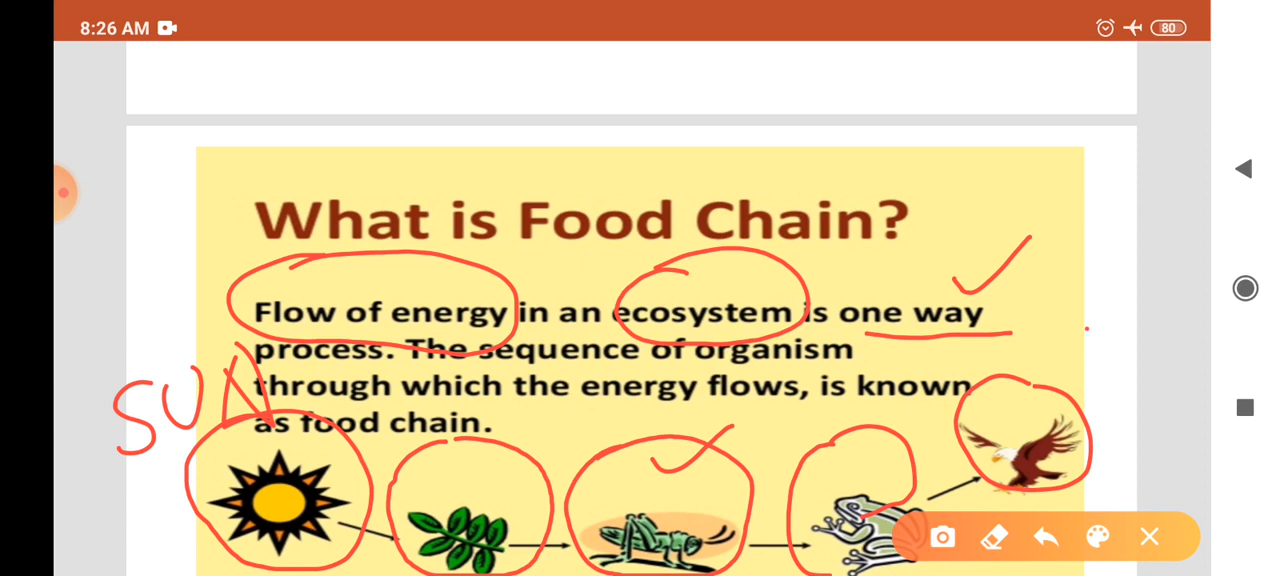 8:26 AM
80
What is Food Chain?
Flow of energy in an ecosystem is one way
process. The sequence of organism
through which the energy flows, is known
as food chain.
SUN